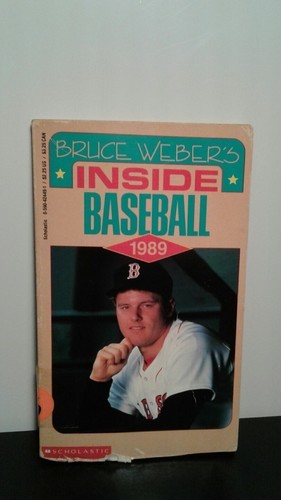 BRUCE WEBER'S
INSIDE
BASEBALL
1989
B
SCHOLASTIC